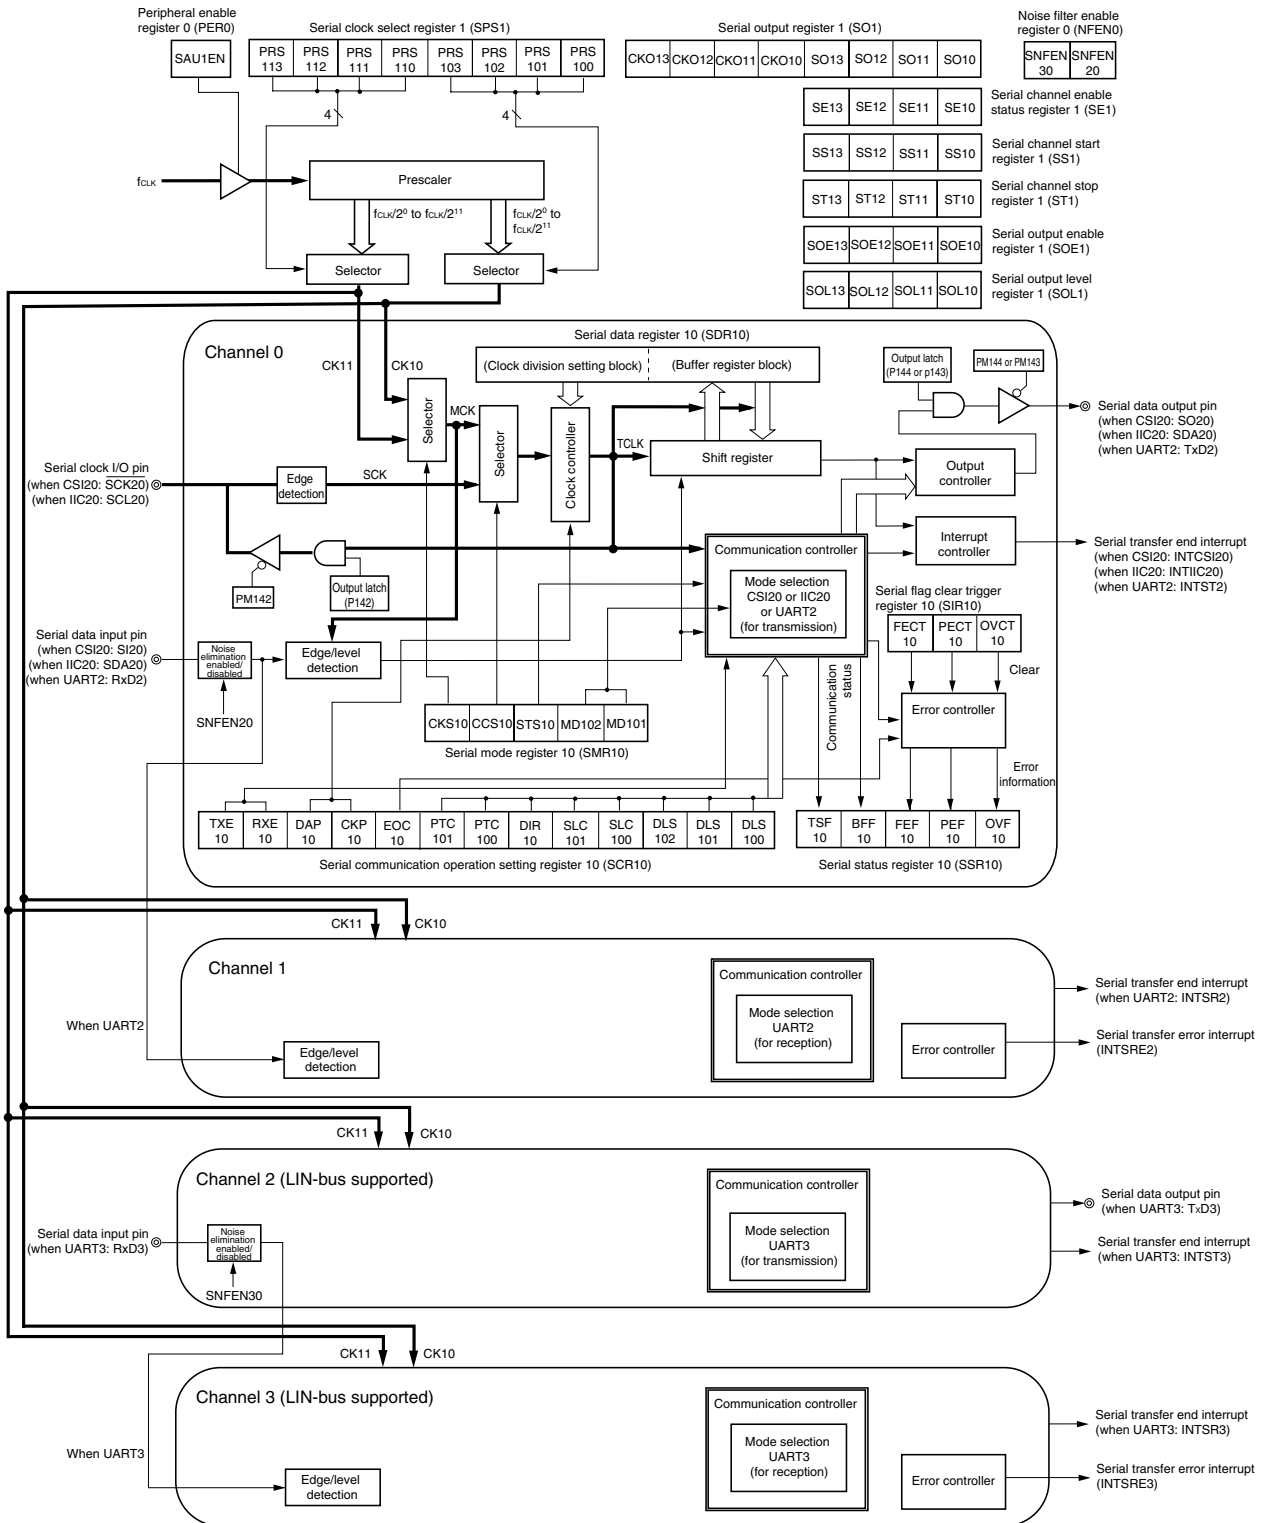 Peripheral enable
register 0 (PER0)
SAU1EN
Serial clock select register 1 (SPS1)
PRS
113
PRS
112
PRS
111
PRS
110
PRS
103
PRS
102
PRS
101
PRS
100
Serial output register 1 (SO1)
CKO13
CKO12
CKO11
CKO10
SO13
SO12
SO11
SO10
Noise filter enable
register 0 (NFEN0)
SNFEN
30
SNFEN
20
SE13
SE12
SE11
SE10
Serial channel enable
status register 1 (SE1)
SS13
SS12
SS11
SS10
Serial channel start
register 1 (SS1)
ST13
ST12
ST11
ST10
Serial channel stop
register 1 (ST1)
SOE13
SOE12
SOE11
SOE10
Serial output enable
register 1 (SOE1)
SOL13
SOL12
SOL11
SOL10
Serial output level
register 1 (SOL1)
4
4
fCLK
Prescaler
fCLK/2⁰ to fCLK/2¹¹
fCLK/2⁰ to
fCLK/2¹¹
Selector
Selector
Channel 0
CK11
CK10
Serial data register 10 (SDR10)
(Clock division setting block)
(Buffer register block)
Output latch
(P144 or p143)
PM144 or PM143
Selector
MCK
Selector
Clock controller
TCLK
Shift register
Serial data output pin
(when CSI20: SO20)
(when IIC20: SDA20)
(when UART2: TxD2)
Serial clock I/O pin
(when CSI20: SCK20)
(when IIC20: SCL20)
Edge
detection
SCK
Output
controller
Interrupt
controller
Serial transfer end interrupt
(when CSI20: INTCSI20)
(when IIC20: INTIIC20)
(when UART2: INTST2)
PM142
Output latch
(P142)
Communication controller
Mode selection
CSI20 or IIC20
or UART2
(for transmission)
Serial flag clear trigger
register 10 (SIR10)
FECT
10
PECT
10
OVCT
10
Clear
Serial data input pin
(when CSI20: SI20)
(when IIC20: SDA20)
(when UART2: RxD2)
Noise
elimination
enabled/
disabled
Edge/level
detection
SNFEN20
CKS10
CCS10
STS10
MD102
MD101
Serial mode register 10 (SMR10)
Communication
status
Error controller
Error
information
TXE
10
RXE
10
DAP
10
CKP
10
EOC
10
PTC
101
PTC
100
DIR
10
SLC
101
SLC
100
DLS
102
DLS
101
DLS
100
Serial communication operation setting register 10 (SCR10)
TSF
10
BFF
10
FEF
10
PEF
10
OVF
10
Serial status register 10 (SSR10)
CK11
CK10
Channel 1
Communication controller
Mode selection
UART2
(for reception)
When UART2
Edge/level
detection
Error controller
Serial transfer end interrupt
(when UART2: INTSR2)
Serial transfer error interrupt
(INTSRE2)
CK11
CK10
Channel 2 (LIN-bus supported)
Communication controller
Mode selection
UART3
(for transmission)
Serial data input pin
(when UART3: RxD3)
Noise
elimination
enabled/
disabled
SNFEN30
Serial data output pin
(when UART3: TxD3)
Serial transfer end interrupt
(when UART3: INTST3)
CK11
CK10
Channel 3 (LIN-bus supported)
Communication controller
Mode selection
UART3
(for reception)
When UART3
Edge/level
detection
Error controller
Serial transfer end interrupt
(when UART3: INTSR3)
Serial transfer error interrupt
(INTSRE3)